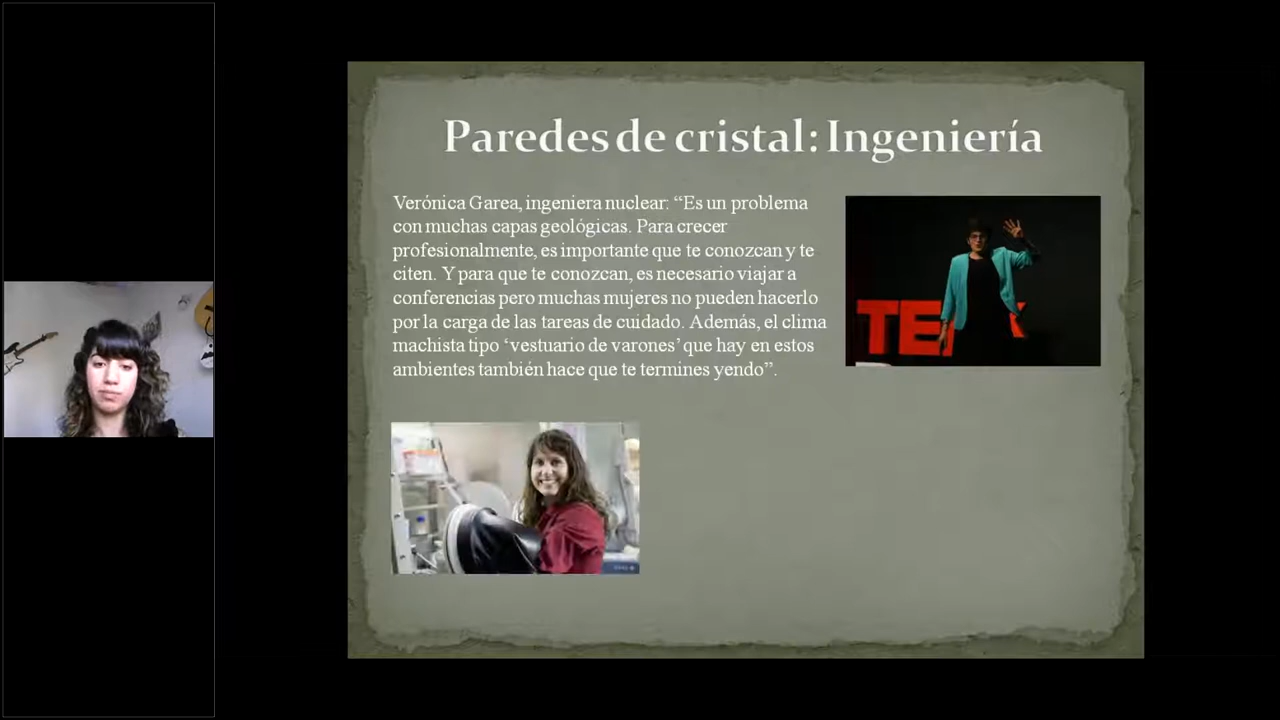 Paredes de cristal: Ingeniería
Verónica Garea, ingeniera nuclear: “Es un problema
con muchas capas geológicas. Para crecer
profesionalmente, es importante que te conozcan y te
citen. Y para que te conozcan, es necesario viajar a
conferencias pero muchas mujeres no pueden hacerlo
por la carga de las tareas de cuidado. Además, el clima
machista tipo ‘vestuario de varones’ que hay en estos
ambientes también hace que te termines yendo”.